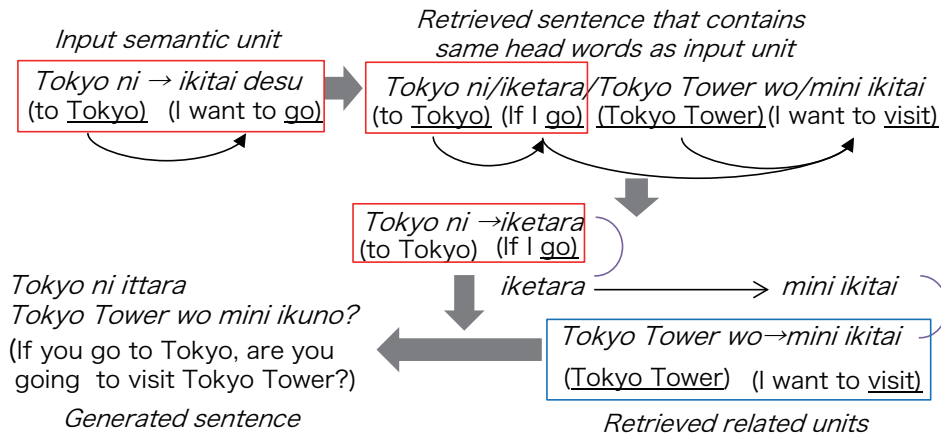 Input semantic unit
Retrieved sentence that contains
same head words as input unit
Tokyo ni → ikitai desu
(to Tokyo) (I want to go)
Tokyo ni/iketara/Tokyo Tower wo/mini ikitai
(to Tokyo) (If I go) (Tokyo Tower)(I want to visit)
Tokyo ni →iketara
(to Tokyo) (If I go)
iketara mini ikitai
Tokyo Tower wo→mini ikitai
(Tokyo Tower) (I want to visit)
Retrieved related units
Tokyo ni ittara
Tokyo Tower wo mini ikuno?
(If you go to Tokyo, are you
going to visit Tokyo Tower?)
Generated sentence